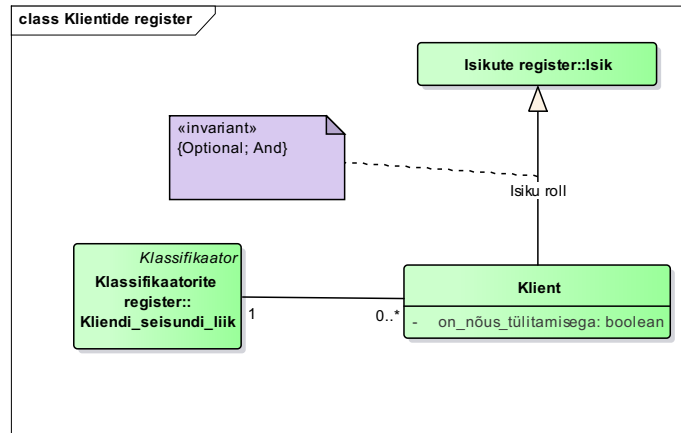 class Klientide register
Isikute register::Isik
«invariant»
{Optional; And}
Isiku roll
Klassifikaator
Klassifikaatorite
register::
Kliendi_seisundi_liik
1
0..*
Klient
- on_nõus_tülitamisega: boolean